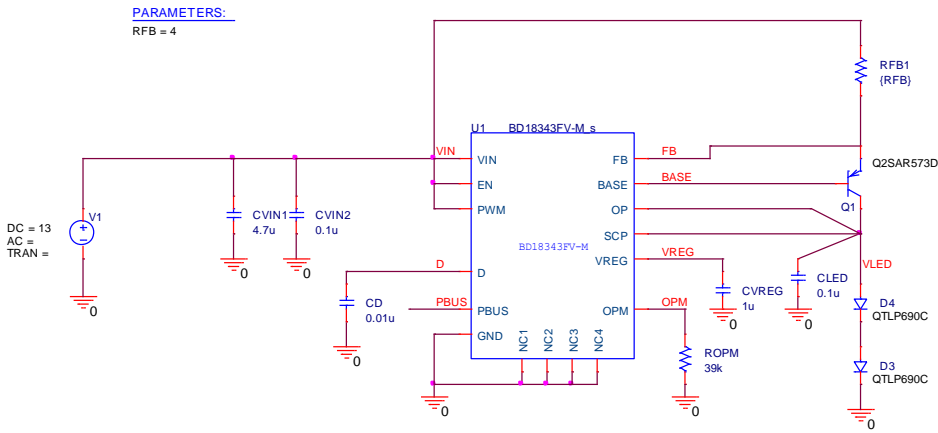 PARAMETERS:
RFB = 4
RFB1
{RFB}
U1 BD18343FV-M_s
VIN
VIN
EN
PWM
D
D
PBUS
PBUS
GND
NC1
NC2
NC3
NC4
BD18343FV-M
FB
FB
BASE
BASE
OP
SCP
VREG
VREG
OPM
OPM
Q2SAR573D
Q1
V1
DC = 13
AC =
TRAN =
0
CVIN1
4.7u
0
CVIN2
0.1u
0
CD
0.01u
0
0
CVREG
1u
0
CLED
0.1u
0
ROPM
39k
0
VLED
D4
QTLP690C
D3
QTLP690C
0